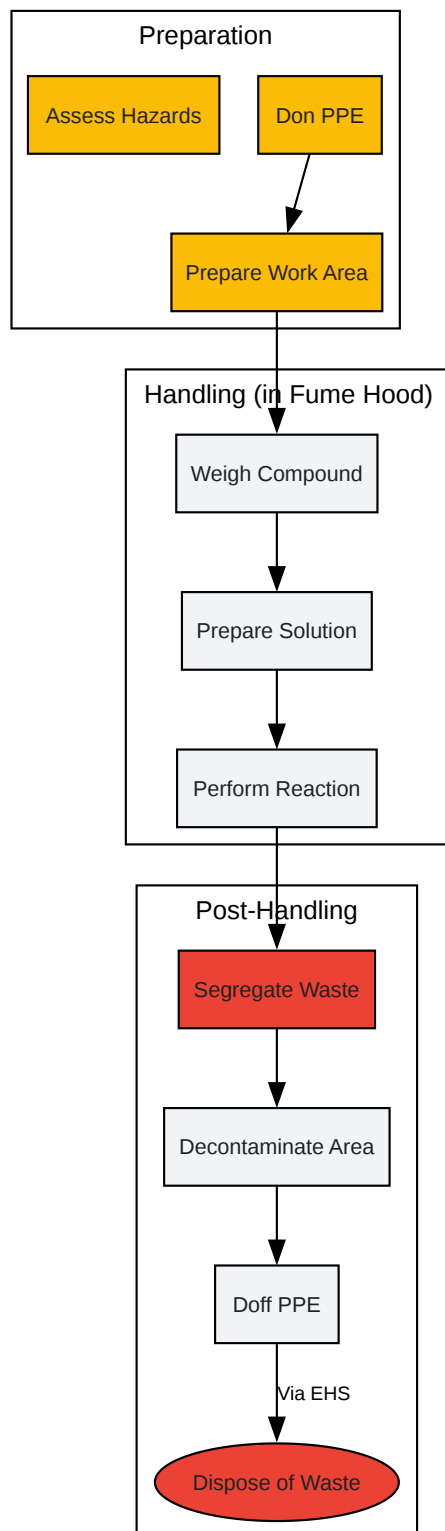 Preparation
Assess Hazards
Don PPE
Prepare Work Area
Handling (in Fume Hood)
Weigh Compound
Prepare Solution
Perform Reaction
Post-Handling
Segregate Waste
Decontaminate Area
Doff PPE
Via EHS
Dispose of Waste